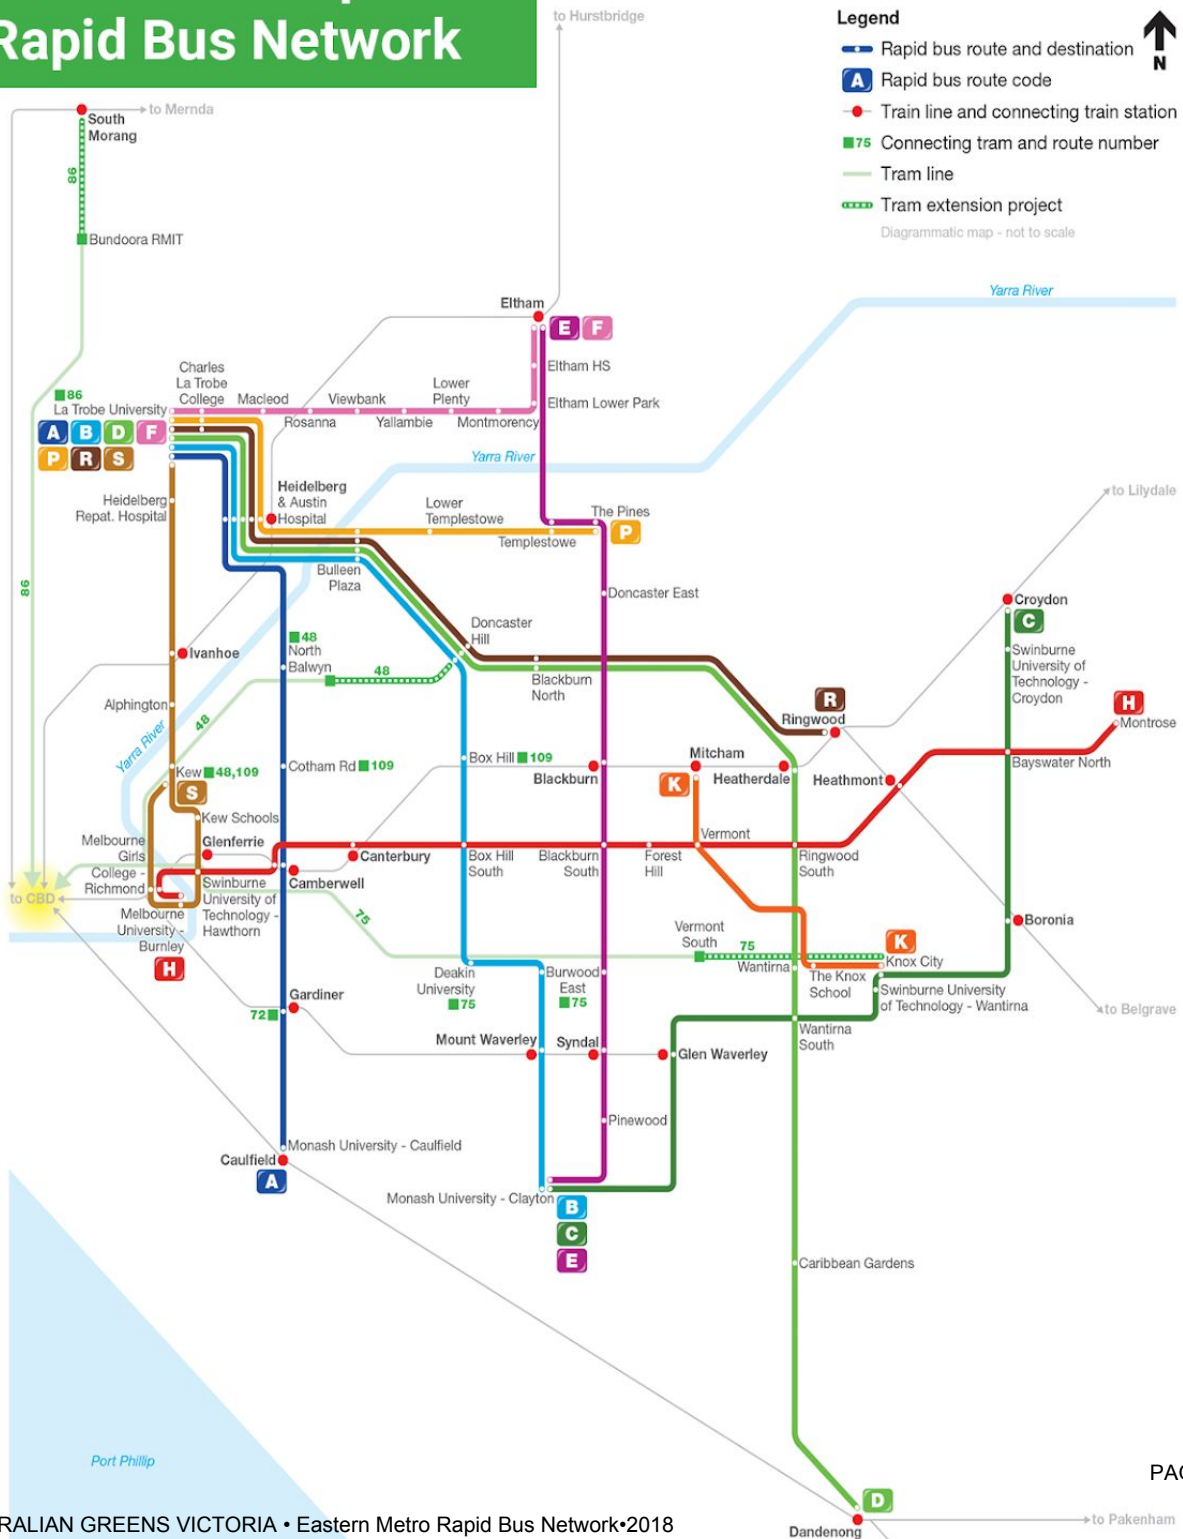 Rapid Bus Network
to Hurstbridge
Legend
Rapid bus route and destination
A Rapid bus route code
Train line and connecting train station
75 Connecting tram and route number
Tram line
Tram extension project
Diagrammatic map - not to scale
N
to Mernda
South
Morang
86
Bundoora RMIT
Yarra River
Eltham
E F
Eltham HS
Eltham Lower Park
Charles
La Trobe
College
Macleod
Rosanna
Viewbank
Yallambie
Lower
Plenty
Montmorency
86
La Trobe University
A B D F
P R S
Yarra River
Heidelberg
Repat. Hospital
Heidelberg
& Austin
Hospital
Lower
Templestowe
Templestowe
The Pines
P
to Lilydale
Bulleen
Plaza
86
Doncaster East
Croydon
C
Doncaster
Hill
48
North
Balwyn
Ivanhoe
48
Swinburne
University of
Technology -
Croydon
Blackburn
North
Alphington
48
Yarra River
R
Ringwood
H
Montrose
Kew 48,109
S
Cotham Rd 109
Box Hill 109
Blackburn
Mitcham
K
Heatherdale
Heathmont
Bayswater North
Kew Schools
Melbourne
Girls
College -
Richmond
Glenferrie
Canterbury
Camberwell
Box Hill
South
Blackburn
South
Vermont
Forest
Hill
Ringwood
South
to CBD
Swinburne
University of
Technology -
Hawthorn
Melbourne
University -
Burnley
H
75
Boronia
Vermont
South
75
K
Knox City
Wantirna
The Knox
School
Swinburne University
of Technology - Wantirna
Deakin
University
75
Burwood
East
75
to Belgrave
Gardiner
72
Mount Waverley
Syndal
Glen Waverley
Wantirna
South
Pinewood
Monash University - Caulfield
Caulfield
A
Monash University - Clayton
B
C
E
Caribbean Gardens
Port Phillip
PAG
D
Dandenong
to Pakenham
RALIAN GREENS VICTORIA • Eastern Metro Rapid Bus Network•2018